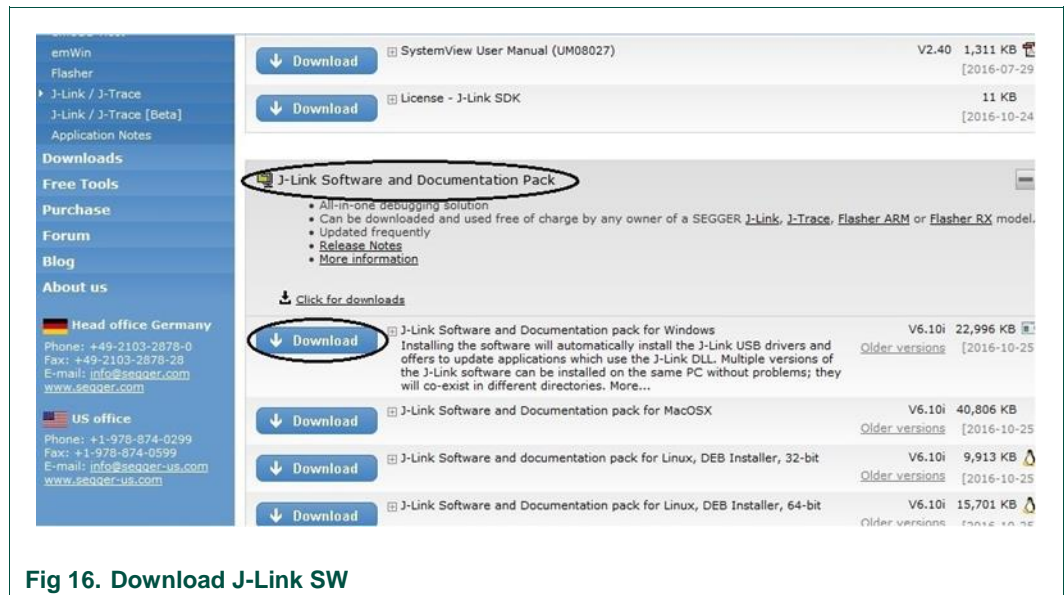 emWin
Flasher
J-Link / J-Trace
J-Link / J-Trace [Beta]
Application Notes
Downloads
Free Tools
Purchase
Forum
Blog
About us
Head office Germany
Phone: +49-2103-2878-0
Fax: +49-2103-2878-28
E-mail: info@segger.com
www.segger.com
US office
Phone: +1-978-874-0299
Fax: +1-978-874-0599
E-mail: info@segger-us.com
www.segger-us.com
Download SystemView User Manual (UM08027) V2.40 1,311 KB
[2016-07-29
Download License - J-Link SDK 11 KB
[2016-10-24
J-Link Software and Documentation Pack
• All-in-one debugging solution
• Can be downloaded and used free of charge by any owner of a SEGGER J-Link, J-Trace, Flasher ARM or Flasher RX model.
• Updated frequently
• Release Notes
• More information
Click for downloads
Download J-Link Software and Documentation pack for Windows V6.10i 22,996 KB
Installing the software will automatically install the J-Link USB drivers and
offers to update applications which use the J-Link DLL. Multiple versions of
the J-Link software can be installed on the same PC without problems; they
will co-exist in different directories. More...
Older versions [2016-10-25
Download J-Link Software and Documentation pack for MacOSX V6.10i 40,806 KB
Older versions [2016-10-25
Download J-Link Software and documentation pack for Linux, DEB Installer, 32-bit V6.10i 9,913 KB
Older versions [2016-10-25
Download J-Link Software and Documentation pack for Linux, DEB Installer, 64-bit V6.10i 15,701 KB
Older versions
Fig 16. Download J-Link SW